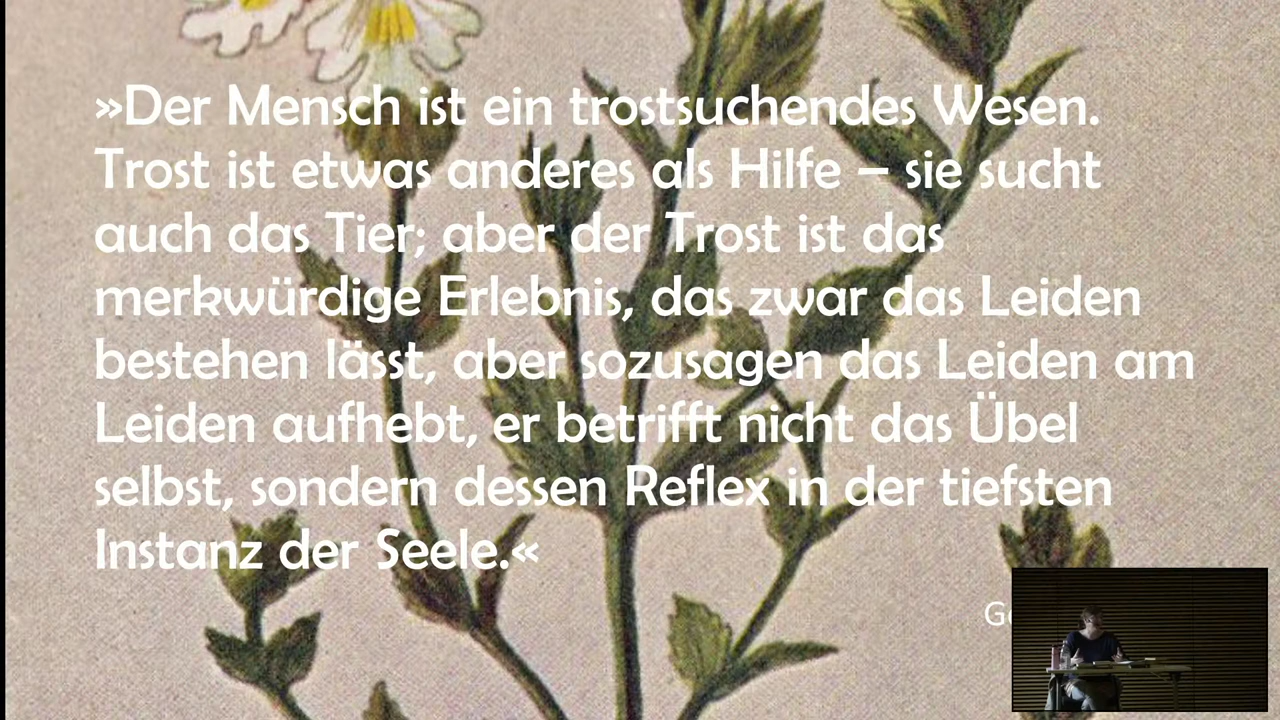 »Der Mensch ist ein trostsuchendes Wesen.
Trost ist etwas anderes als Hilfe – sie sucht
auch das Tier; aber der Trost ist das
merkwürdige Erlebnis, das zwar das Leiden
bestehen lässt, aber sozusagen das Leiden am
Leiden aufhebt, er betrifft nicht das Übel
selbst, sondern dessen Reflex in der tiefsten
Instanz der Seele.«